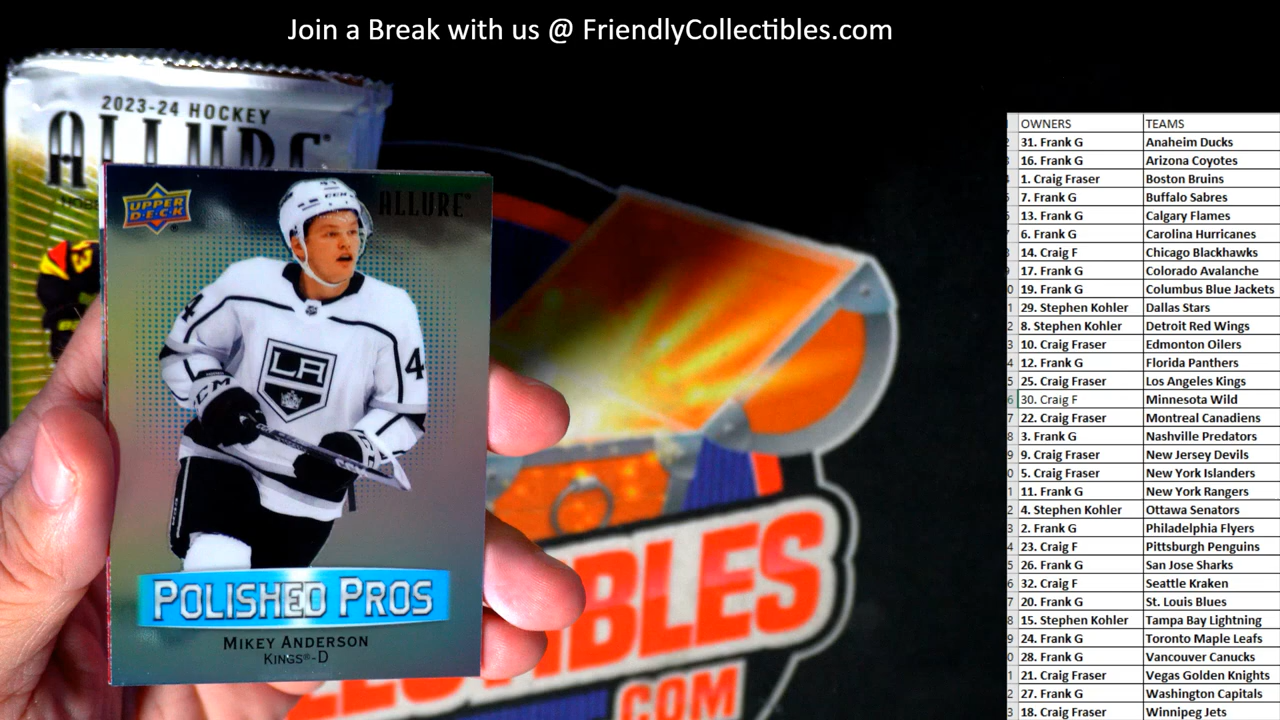 Join a Break with us @ FriendlyCollectibles.com
2023-24 HOCKEY
ALLURE
UPPER
DECK
ALLURE
44
4
LA
CCM
POLISHED PROS
MIKEY ANDERSON
KINGS®-D
COM
OWNERS TEAMS
31. Frank G Anaheim Ducks
16. Frank G Arizona Coyotes
1. Craig Fraser Boston Bruins
7. Frank G Buffalo Sabres
13. Frank G Calgary Flames
6. Frank G Carolina Hurricanes
14. Craig F Chicago Blackhawks
17. Frank G Colorado Avalanche
19. Frank G Columbus Blue Jackets
29. Stephen Kohler Dallas Stars
8. Stephen Kohler Detroit Red Wings
10. Craig Fraser Edmonton Oilers
12. Frank G Florida Panthers
25. Craig Fraser Los Angeles Kings
30. Craig F Minnesota Wild
22. Craig Fraser Montreal Canadiens
3. Frank G Nashville Predators
9. Craig Fraser New Jersey Devils
5. Craig Fraser New York Islanders
11. Frank G New York Rangers
4. Stephen Kohler Ottawa Senators
2. Frank G Philadelphia Flyers
23. Craig F Pittsburgh Penguins
26. Frank G San Jose Sharks
32. Craig F Seattle Kraken
20. Frank G St. Louis Blues
15. Stephen Kohler Tampa Bay Lightning
24. Frank G Toronto Maple Leafs
28. Frank G Vancouver Canucks
21. Craig Fraser Vegas Golden Knights
27. Frank G Washington Capitals
18. Craig Fraser Winnipeg Jets